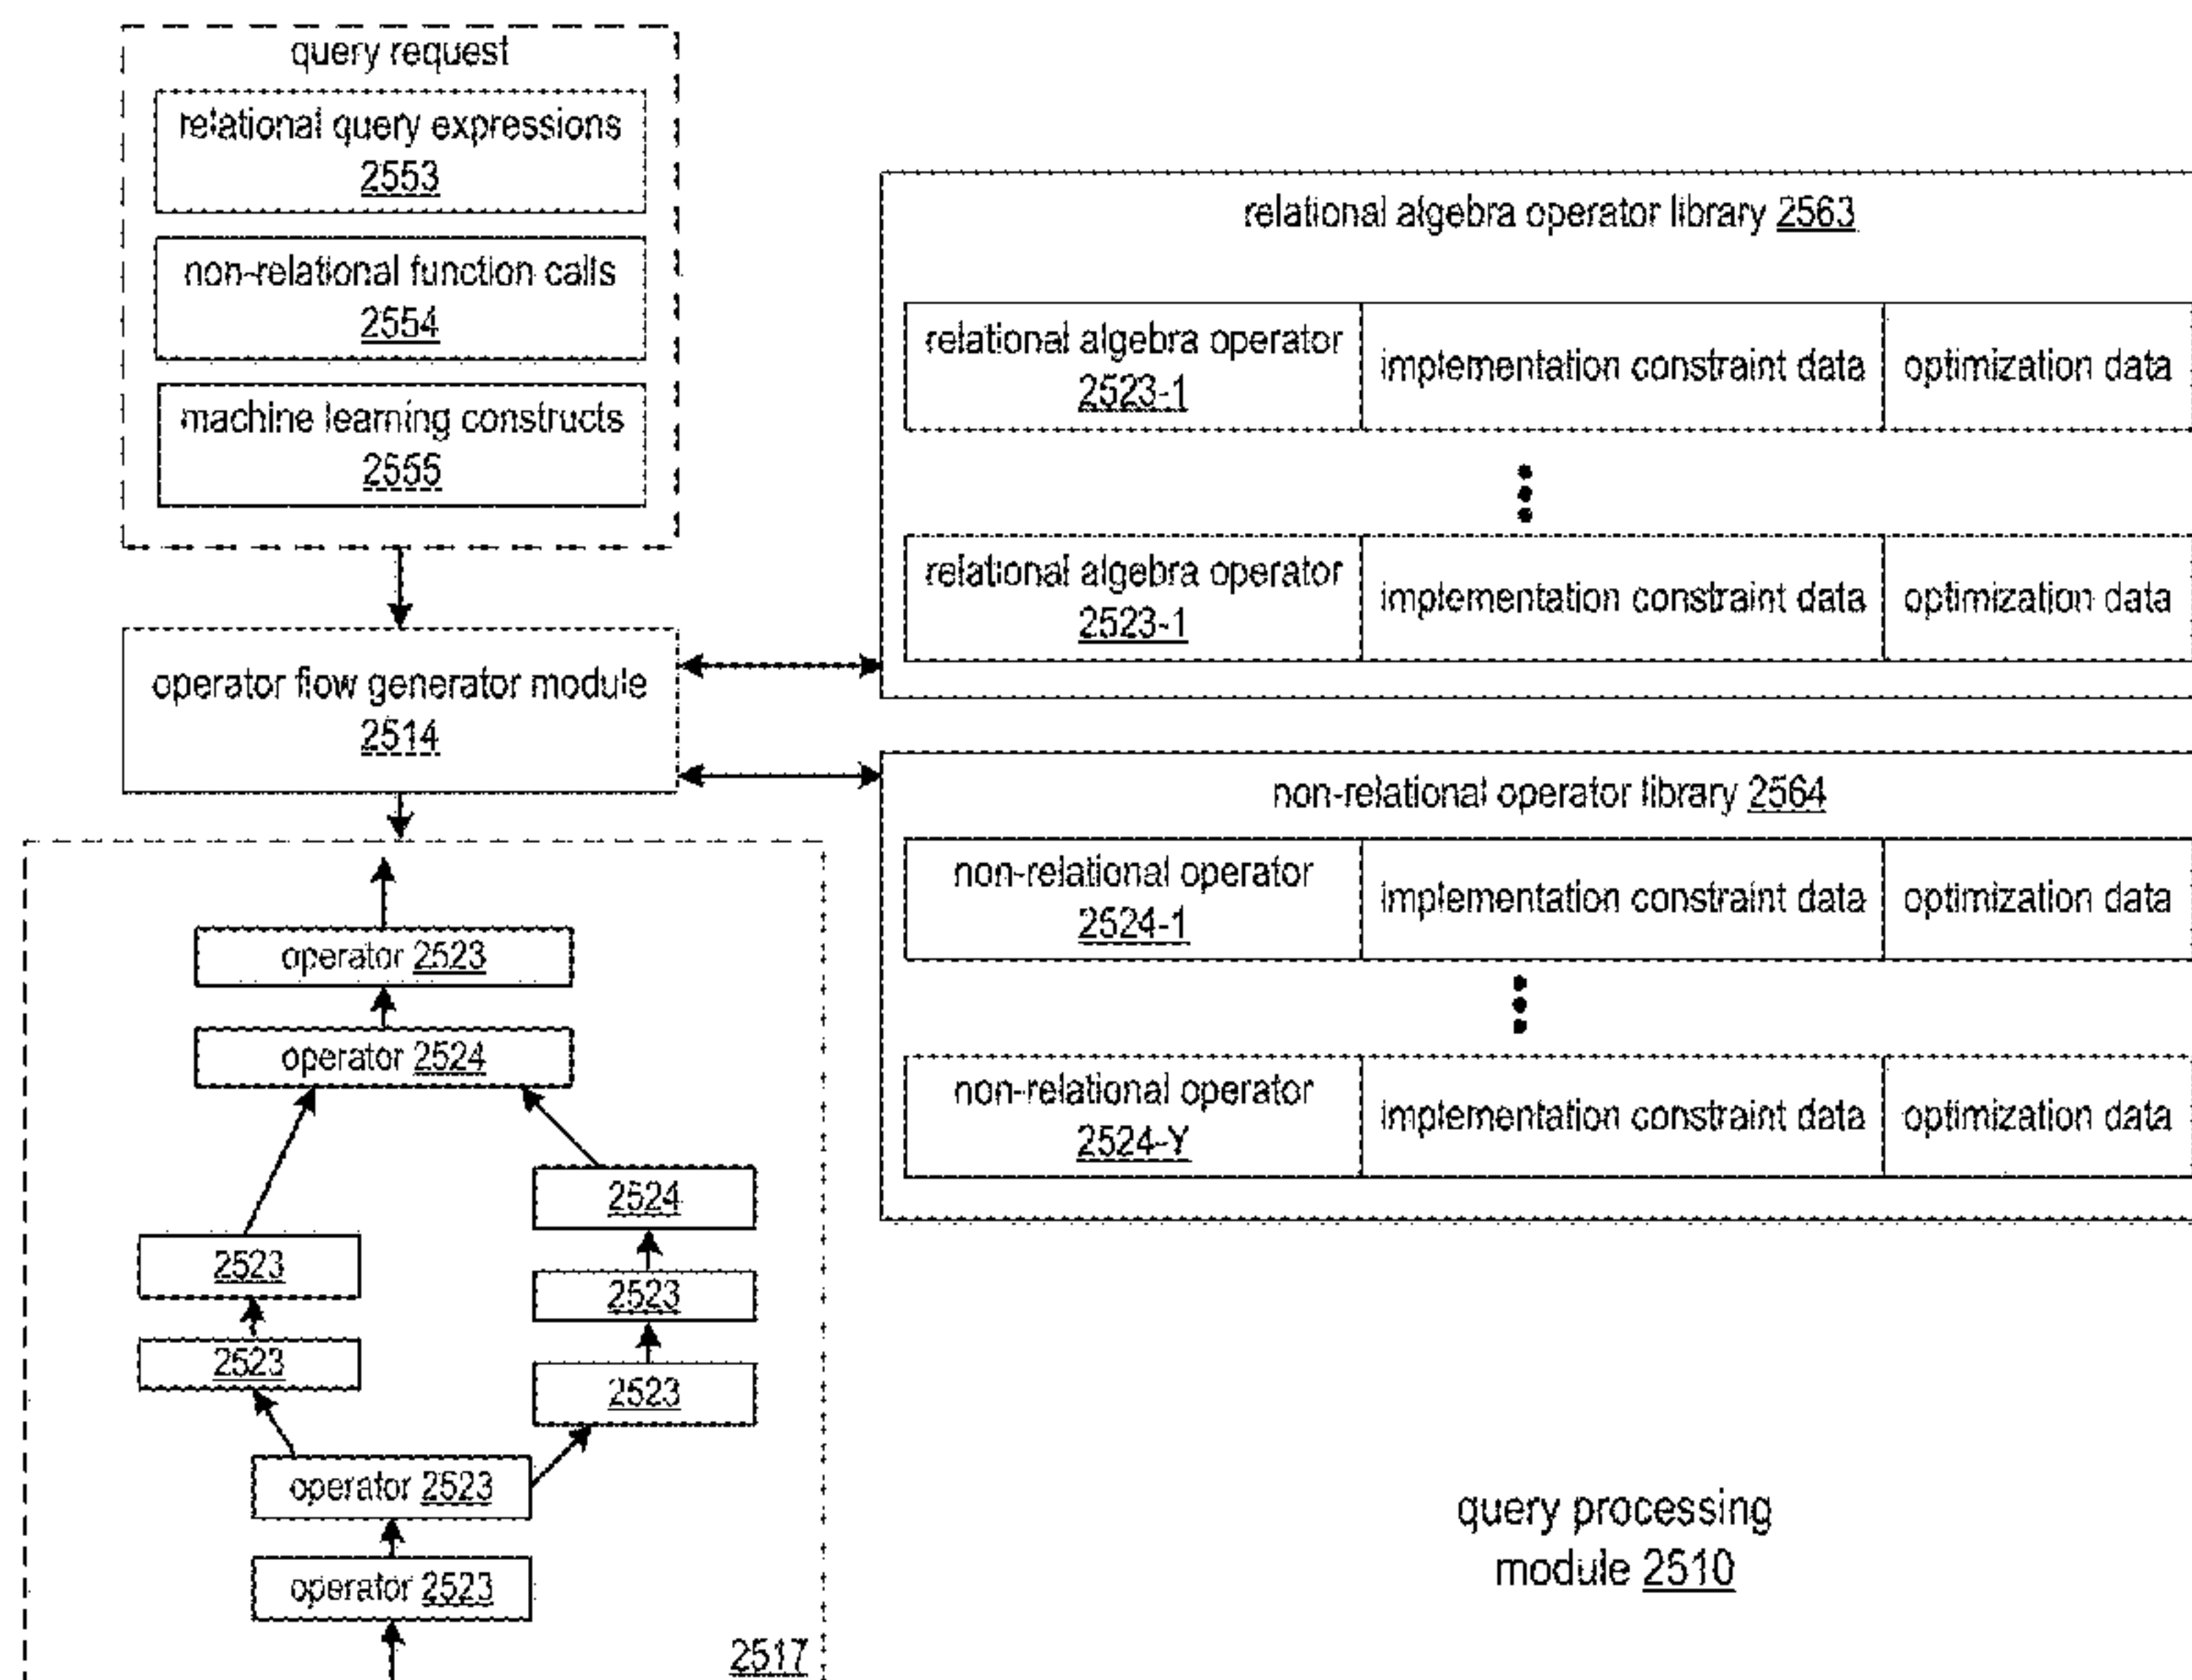 query request
relational query expressions
2553
non-relational function calls
2554
machine learning constructs
2555
operator flow generator module
2514
relational algebra operator library 2563
relational algebra operator
2523-1
implementation constraint data
optimization data
relational algebra operator
2523-1
implementation constraint data
optimization data
non-relational operator library 2564
non-relational operator
2524-1
implementation constraint data
optimization data
non-relational operator
2524-Y
implementation constraint data
optimization data
operator 2523
operator 2524
2524
2523
2523
2523
2523
operator 2523
operator 2523
2517
query processing
module 2510